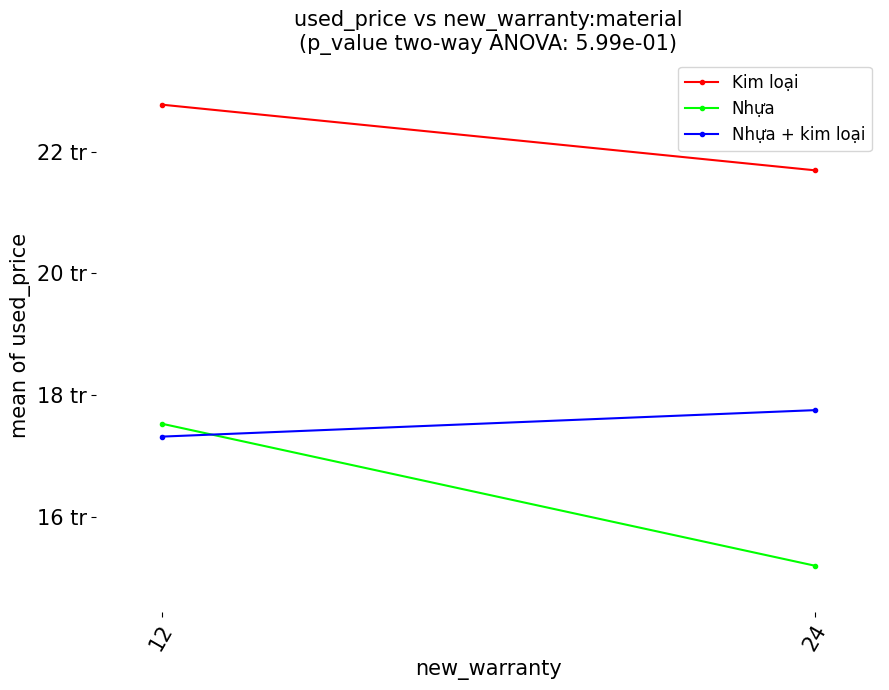 used_price vs new_warranty:material
(p_value two-way ANOVA: 5.99e-01)
Kim loại
Nhựa
Nhựa + kim loại
mean of used_price
22 tr
20 tr
18 tr
16 tr
12
24
new_warranty